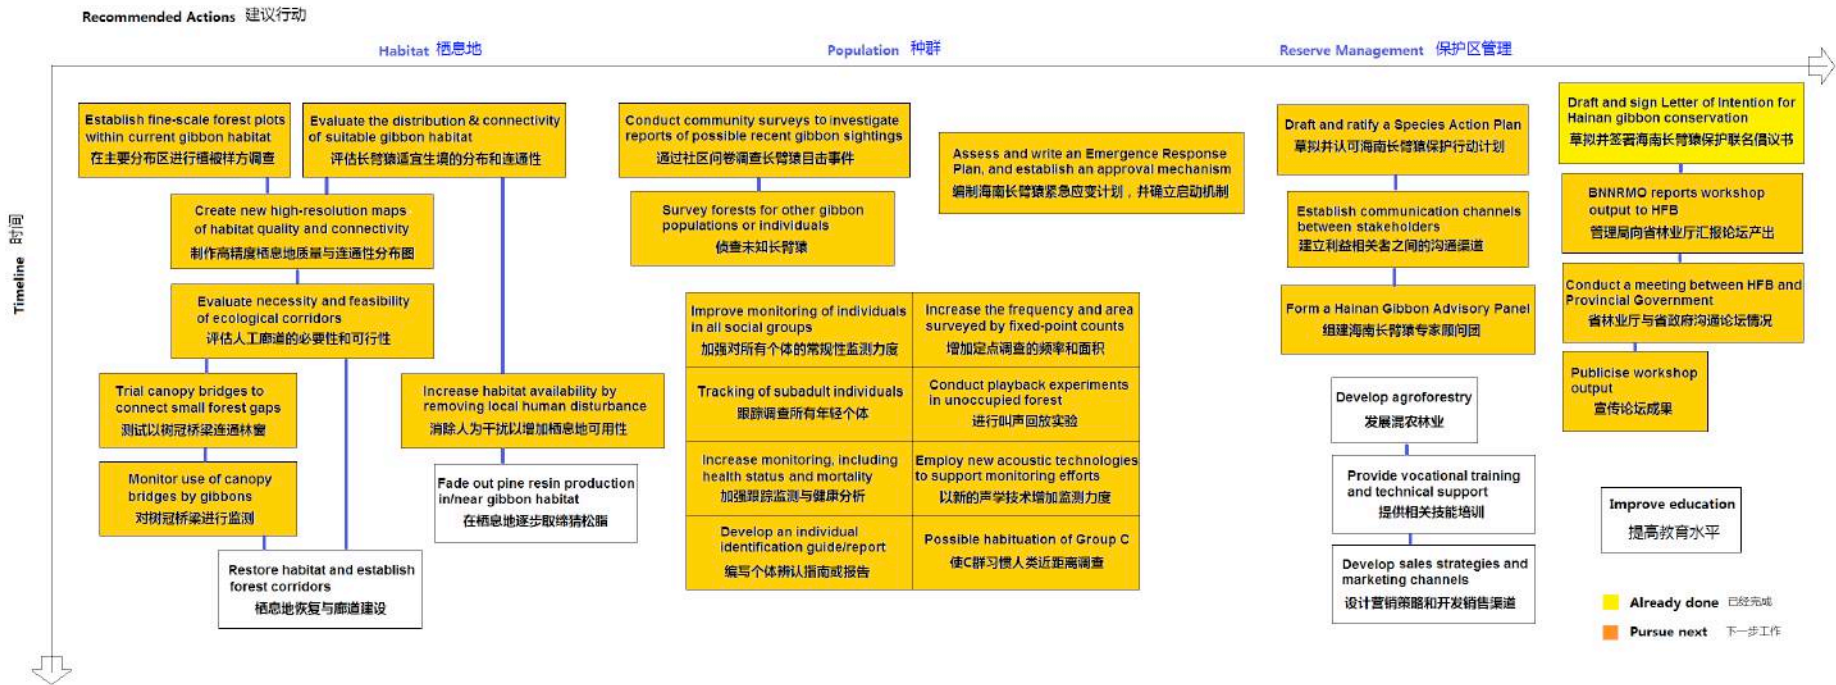 Recommended Actions 建议行动
Habitat 栖息地
Population 种群
Reserve Management 保护区管理
Timeline 时间
Establish fine-scale forest plots
within current gibbon habitat
在主要分布区进行植被样方调查
Evaluate the distribution & connectivity
of suitable gibbon habitat
评估长臂猿适宜生境的分布和连通性
Create new high-resolution maps
of habitat quality and connectivity
制作高精度栖息地质量与连通性分布图
Evaluate necessity and feasibility
of ecological corridors
评估人工廊道的必要性和可行性
Trial canopy bridges to
connect small forest gaps
测试以树冠桥梁连通林窗
Increase habitat availability by
removing local human disturbance
消除人为干扰以增加栖息地可用性
Monitor use of canopy
bridges by gibbons
对树冠桥梁进行监测
Fade out pine resin production
in/near gibbon habitat
在栖息地逐步取缔猜松脂
Restore habitat and establish
forest corridors
栖息地恢复与廊道建设
Conduct community surveys to investigate
reports of possible recent gibbon sightings
通过社区问卷调查长臂猿目击事件
Survey forests for other gibbon
populations or individuals
侦查未知长臂猿
Assess and write an Emergence Response
Plan, and establish an approval mechanism
编制海南长臂猿紧急应变计划，并确立启动机制
Improve monitoring of individuals
in all social groups
加强对所有个体的常规性监测力度
Increase the frequency and area
surveyed by fixed-point counts
增加定点调查的频率和面积
Tracking of subadult individuals
跟踪调查所有年轻个体
Conduct playback experiments
in unoccupied forest
进行叫声回放实验
Increase monitoring, including
health status and mortality
加强跟踪监测与健康分析
Employ new acoustic technologies
to support monitoring efforts
以新的声学技术增加监测力度
Develop an individual
identification guide/report
编写个体辨认指南或报告
Possible habituation of Group C
使C群习惯人类近距离调查
Draft and ratify a Species Action Plan
草拟并认可海南长臂猿保护行动计划
Establish communication channels
between stakeholders
建立利益相关者之间的沟通渠道
Form a Hainan Gibbon Advisory Panel
组建海南长臂猿专家顾问团
Develop agroforestry
发展混农林业
Provide vocational training
and technical support
提供相关技能培训
Develop sales strategies and
marketing channels
设计营销策略和开发销售渠道
Draft and sign Letter of Intention for
Hainan gibbon conservation
草拟并签署海南长臂猿保护联名倡议书
BNNRMO reports workshop
output to HFB
管理局向省林业厅汇报论坛产出
Conduct a meeting between HFB and
Provincial Government
省林业厅与省政府沟通论坛情况
Publicise workshop
output
宣传论坛成果
Improve education
提高教育水平
Already done 已经完成
Pursue next 下一步工作